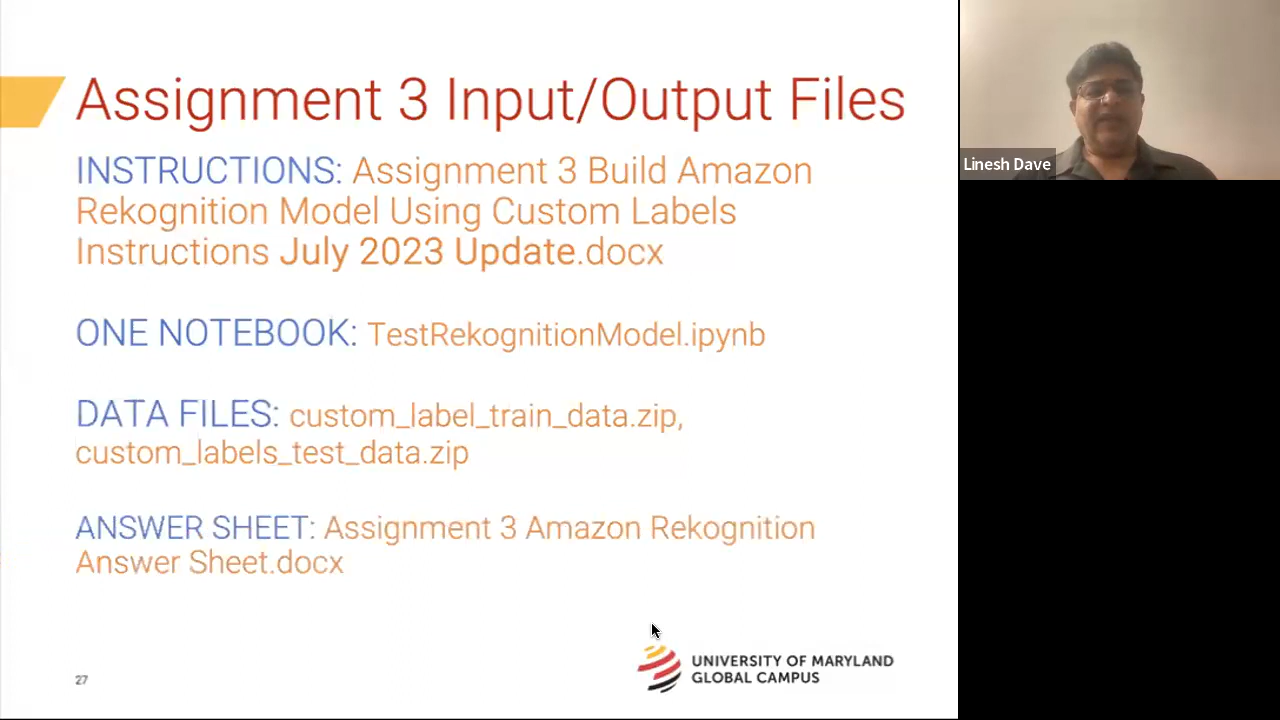 Assignment 3 Input/Output Files
INSTRUCTIONS: Assignment 3 Build Amazon
Rekognition Model Using Custom Labels
Instructions July 2023 Update.docx
ONE NOTEBOOK: TestRekognitionModel.ipynb
DATA FILES: custom_label_train_data.zip,
custom_labels_test_data.zip
ANSWER SHEET: Assignment 3 Amazon Rekognition
Answer Sheet.docx
27
UNIVERSITY OF MARYLAND
GLOBAL CAMPUS
Linesh Dave